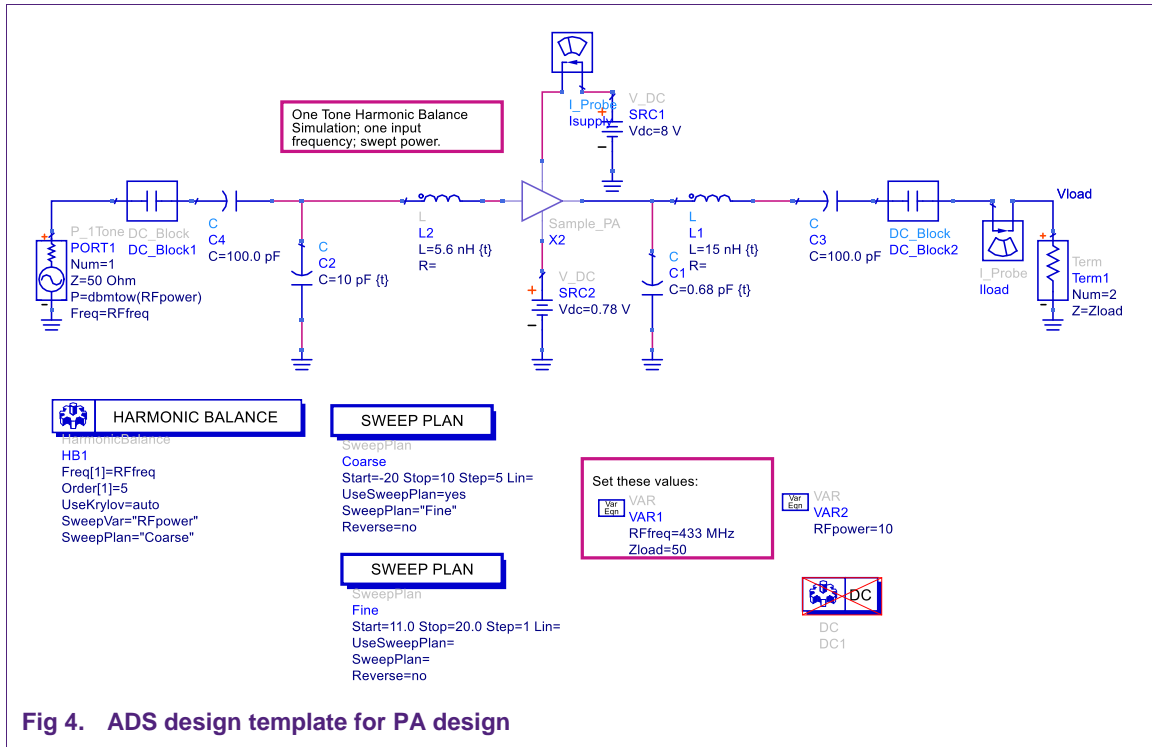 One Tone Harmonic Balance
Simulation; one input
frequency; swept power.
I_Probe
Isupply
V_DC
SRC1
Vdc=8 V
+
−
P_1Tone
PORT1
Num=1
Z=50 Ohm
P=dbmtow(RFpower)
Freq=RFfreq
+
-
DC_Block
DC_Block1
C
C4
C=100.0 pF
C
C2
C=10 pF {t}
L
L2
L=5.6 nH {t}
R=
Sample_PA
X2
V_DC
SRC2
Vdc=0.78 V
+
−
L
L1
L=15 nH {t}
R=
C
C1
C=0.68 pF {t}
C
C3
C=100.0 pF
DC_Block
DC_Block2
I_Probe
Iload
Vload
Term
Term1
Num=2
Z=Zload
+
-
HARMONIC BALANCE
HarmonicBalance
HB1
Freq[1]=RFfreq
Order[1]=5
UseKrylov=auto
SweepVar="RFpower"
SweepPlan="Coarse"
SWEEP PLAN
SweepPlan
Coarse
Start=-20 Stop=10 Step=5 Lin=
UseSweepPlan=yes
SweepPlan="Fine"
Reverse=no
SWEEP PLAN
SweepPlan
Fine
Start=11.0 Stop=20.0 Step=1 Lin=
UseSweepPlan=
SweepPlan=
Reverse=no
Set these values:
Var
Eqn
VAR
VAR1
RFfreq=433 MHz
Zload=50
Var
Eqn
VAR
VAR2
RFpower=10
DC
DC
DC1
Fig 4. ADS design template for PA design